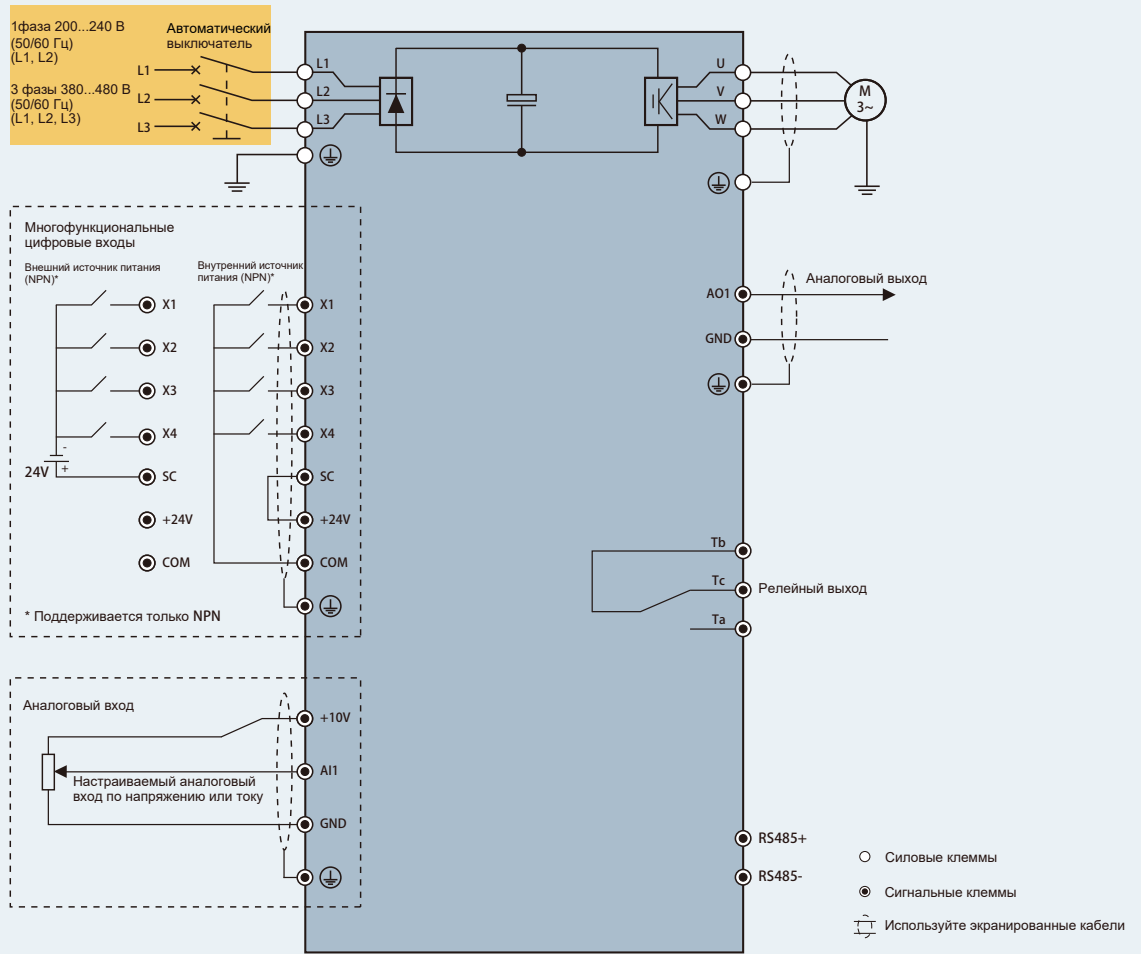 1фаза 200...240 В
(50/60 Гц)
(L1, L2)
3 фазы 380...480 В
(50/60 Гц)
(L1, L2, L3)
Автоматический
выключатель
L1
L2
L3
L1
L2
L3
U
V
W
M
3~
Многофункциональные
цифровые входы
Внешний источник питания
(NPN)*
Внутренний источник
питания (NPN)*
X1
X2
X3
X4
-
+
24V
SC
+24V
COM
X1
X2
X3
X4
SC
+24V
COM
* Поддерживается только NPN
AO1
Аналоговый выход
GND
Tb
Tc
Релейный выход
Ta
Аналоговый вход
+10V
AI1
Настраиваемый аналоговый
вход по напряжению или току
GND
RS485+
RS485-
Силовые клеммы
Сигнальные клеммы
Используйте экранированные кабели